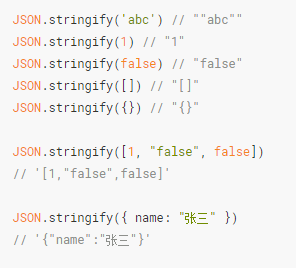 JSON.stringify('abc') // ""abc""
JSON.stringify(1) // "1"
JSON.stringify(false) // "false"
JSON.stringify([]) // "[]"
JSON.stringify({}) // "{}"

JSON.stringify([1, "false", false])
// '[1,"false",false]'

JSON.stringify({ name: "张三" })
// '{"name":"张三"}'